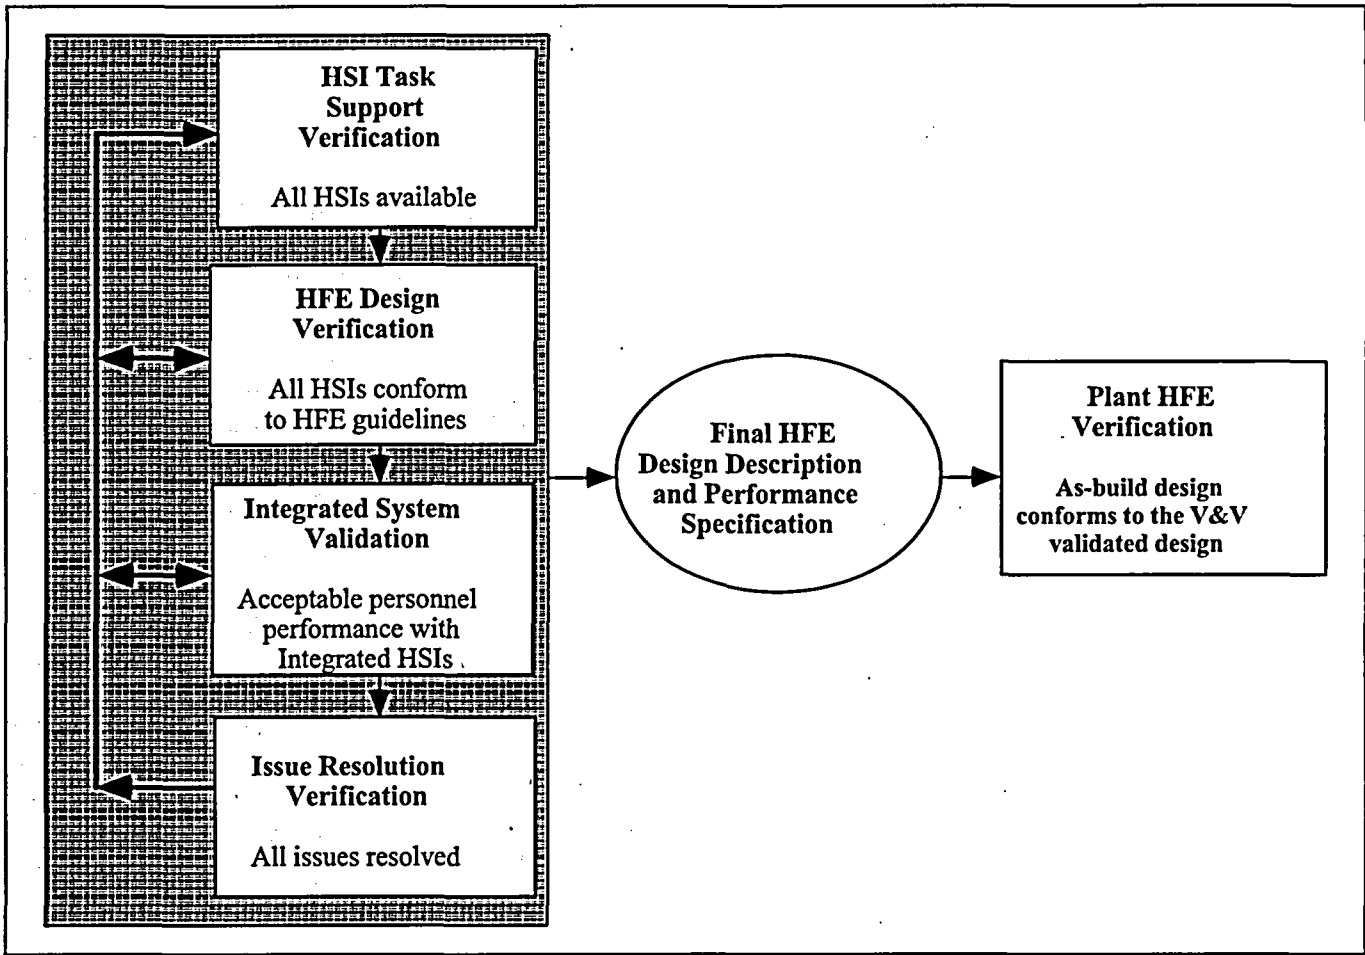 HSI Task
Support
Verification
All HSIs available
HFE Design
Verification
All HSIs conform
to HFE guidelines
Integrated System
Validation
Acceptable personnel
performance with
Integrated HSIs
Issue Resolution
Verification
All issues resolved
Final HFE
Design Description
and Performance
Specification
Plant HFE
Verification
As-build design
conforms to the V&V
validated design